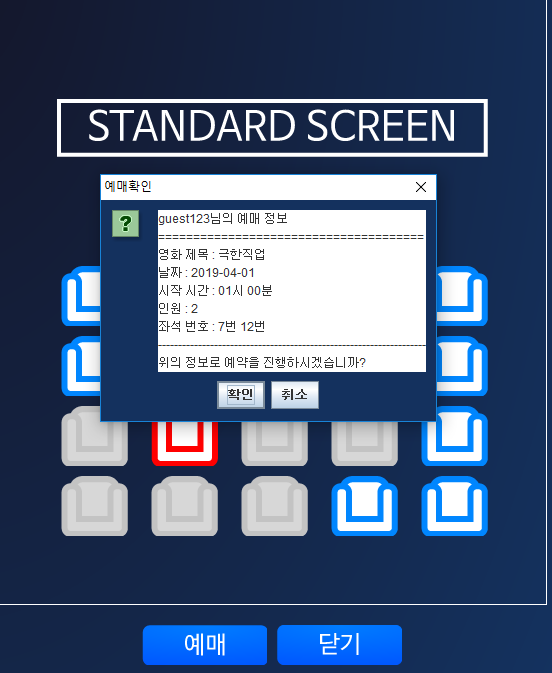 STANDARD SCREEN
예매확인
guest123님의 예매 정보
======================================
영화 제목 : 극한직업
날짜 : 2019-04-01
시작 시간 : 01시 00분
인원 : 2
좌석 번호 : 7번 12번
--------------------------------------------------------------------
위의 정보로 예약을 진행하시겠습니까?
확인 취소
예매 닫기